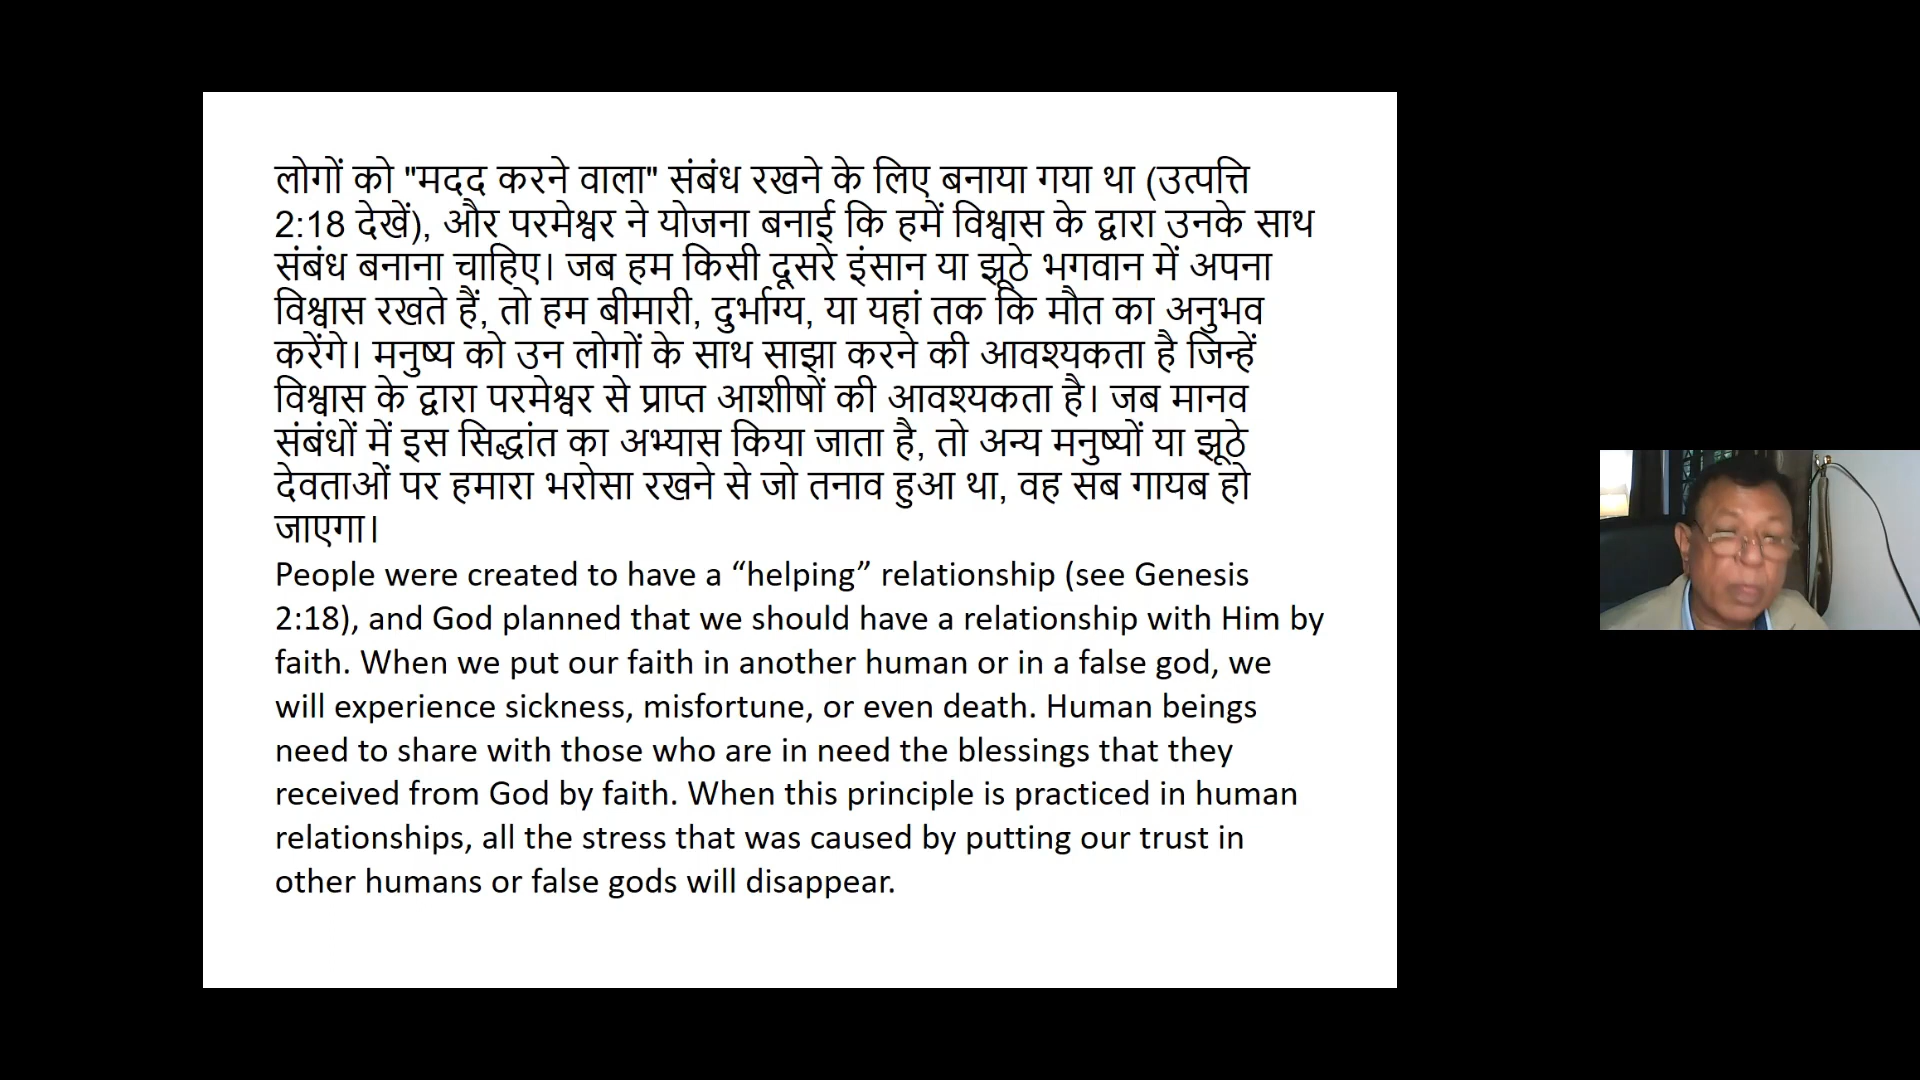 लोगों को "मदद करने वाला" संबंध रखने के लिए बनाया गया था (उत्पत्ति
2:18 देखें), और परमेश्वर ने योजना बनाई कि हमें विश्वास के द्वारा उनके साथ
संबंध बनाना चाहिए। जब हम किसी दूसरे इंसान या झूठे भगवान में अपना
विश्वास रखते हैं, तो हम बीमारी, दुर्भाग्य, या यहां तक कि मौत का अनुभव
करेंगे। मनुष्य को उन लोगों के साथ साझा करने की आवश्यकता है जिन्हें
विश्वास के द्वारा परमेश्वर से प्राप्त आशीषों की आवश्यकता है। जब मानव
संबंधों में इस सिद्धांत का अभ्यास किया जाता है, तो अन्य मनुष्यों या झूठे
देवताओं पर हमारा भरोसा रखने से जो तनाव हुआ था, वह सब गायब हो
जाएगा।
People were created to have a “helping” relationship (see Genesis
2:18), and God planned that we should have a relationship with Him by
faith. When we put our faith in another human or in a false god, we
will experience sickness, misfortune, or even death. Human beings
need to share with those who are in need the blessings that they
received from God by faith. When this principle is practiced in human
relationships, all the stress that was caused by putting our trust in
other humans or false gods will disappear.